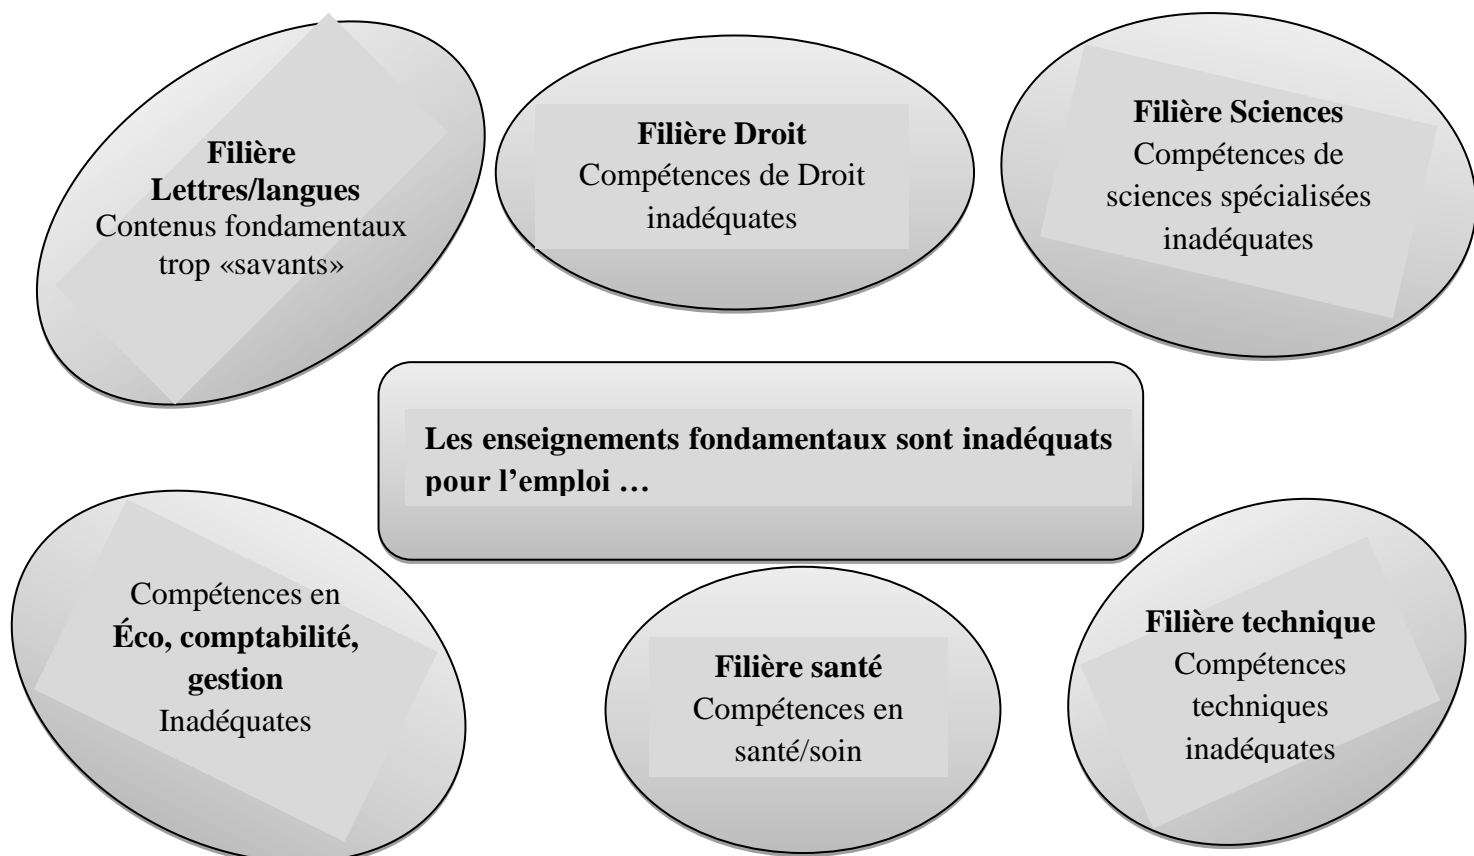 Filière
Lettres/langues
Contenus fondamentaux
trop «savants»
Filière Droit
Compétences de Droit
inadéquates
Filière Sciences
Compétences de
sciences spécialisées
inadéquates
Les enseignements fondamentaux sont inadéquats
pour l’emploi …
Compétences en
Éco, comptabilité,
gestion
Inadéquates
Filière santé
Compétences en
santé/soin
Filière technique
Compétences
techniques
inadéquates